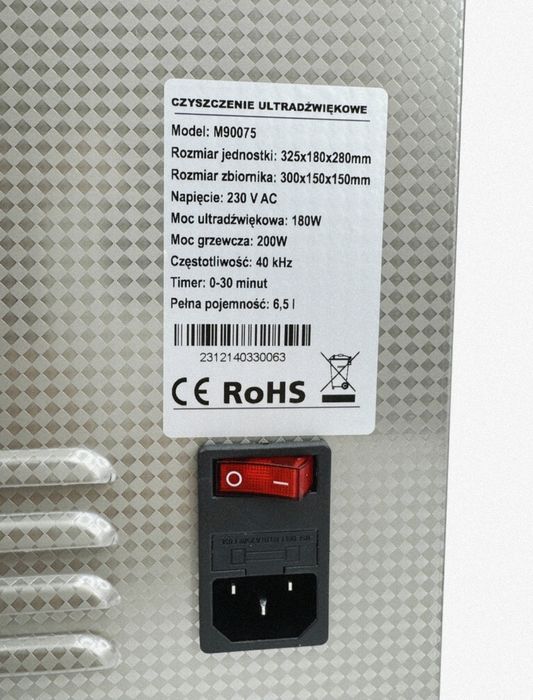 CZYSZCZENIE ULTRADŹWIĘKOWE
Model: M90075
Rozmiar jednostki: 325x180x280mm
Rozmiar zbiornika: 300x150x150mm
Napięcie: 230 V AC
Moc ultradźwiękowa: 180W
Moc grzewcza: 200W
Częstotliwość: 40 kHz
Timer: 0-30 minut
Pełna pojemność: 6,5 l
2312140330063
CE RoHS